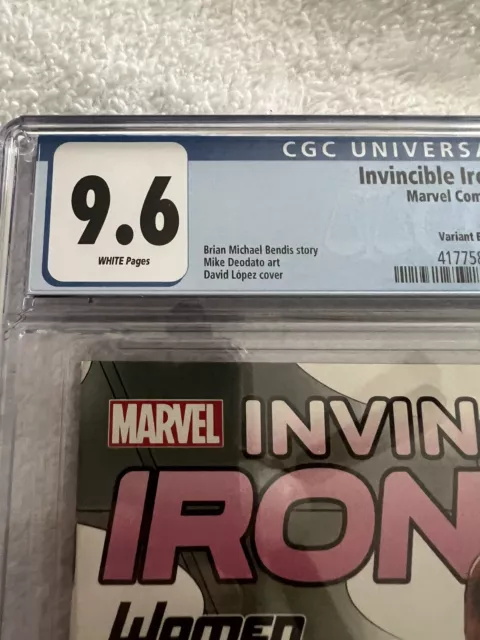 CGC UNIVERSA
9.6
WHITE Pages
Invincible Iro
Marvel Com
Variant E
Brian Michael Bendis story
Mike Deodato art
David López cover
417758
MARVEL
INVIN
IRON
Women